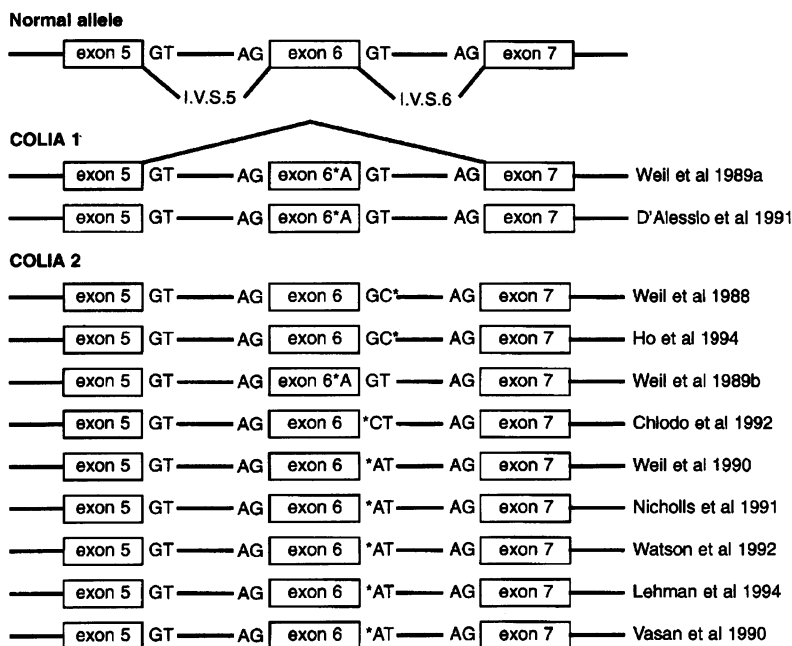 Normal allele
exon 5 GT AG exon 6 GT AG exon 7
I.V.S.5 I.V.S.6
COLIA 1
exon 5 GT AG exon 6*A GT AG exon 7 Weil et al 1989a
exon 5 GT AG exon 6*A GT AG exon 7 D'Alessio et al 1991
COLIA 2
exon 5 GT AG exon 6 GC* AG exon 7 Weil et al 1988
exon 5 GT AG exon 6 GC* AG exon 7 Ho et al 1994
exon 5 GT AG exon 6*A GT AG exon 7 Weil et al 1989b
exon 5 GT AG exon 6 *CT AG exon 7 Chiodo et al 1992
exon 5 GT AG exon 6 *AT AG exon 7 Weil et al 1990
exon 5 GT AG exon 6 *AT AG exon 7 Nicholls et al 1991
exon 5 GT AG exon 6 *AT AG exon 7 Watson et al 1992
exon 5 GT AG exon 6 *AT AG exon 7 Lehman et al 1994
exon 5 GT AG exon 6 *AT AG exon 7 Vasan et al 1990